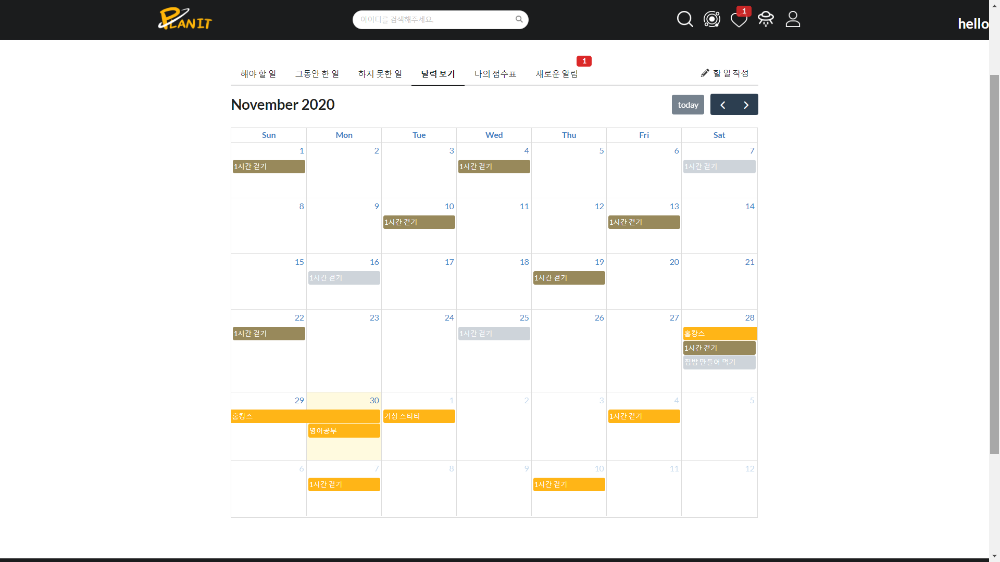 PLANIT
아이디를 검색해주세요.
1
hello
해야 할 일 그동안 한 일 하지 못한 일 달력 보기 나의 점수표 새로운 알림 1 할 일 작성
November 2020 today
Sun Mon Tue Wed Thu Fri Sat
1 2 3 4 5 6 7
1시간 걷기 1시간 걷기 1시간 걷기
8 9 10 11 12 13 14
1시간 걷기 1시간 걷기
15 16 17 18 19 20 21
1시간 걷기 1시간 걷기
22 23 24 25 26 27 28
1시간 걷기 1시간 걷기 홈캉스
1시간 걷기
집밥 만들어 먹기
29 30 1 2 3 4 5
홈캉스 기상 스터티 1시간 걷기
영어공부
6 7 8 9 10 11 12
1시간 걷기 1시간 걷기